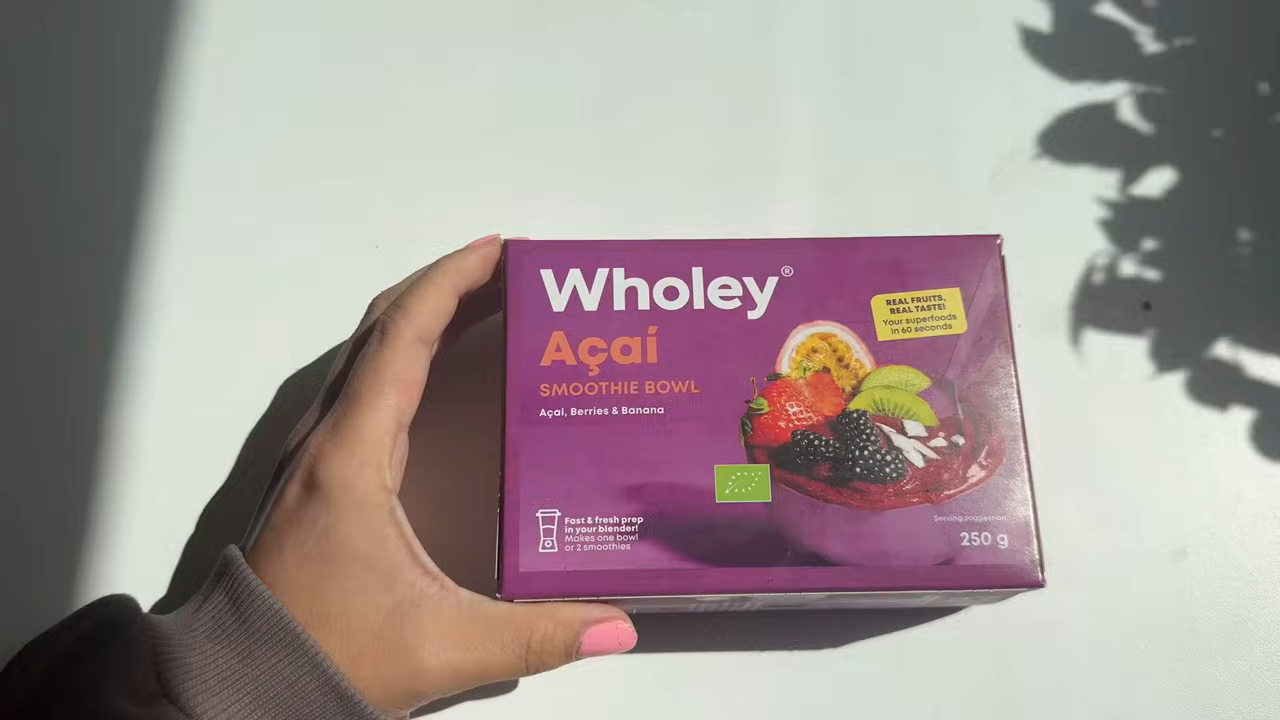 Wholey®
Açaí
SMOOTHIE BOWL
Açai, Berries & Banana
REAL FRUITS,
REAL TASTE!
Your superfoods
in 60 seconds
Fast & fresh prep
in your blender!
Makes one bowl
or 2 smoothies
Serving suggestion
250 g